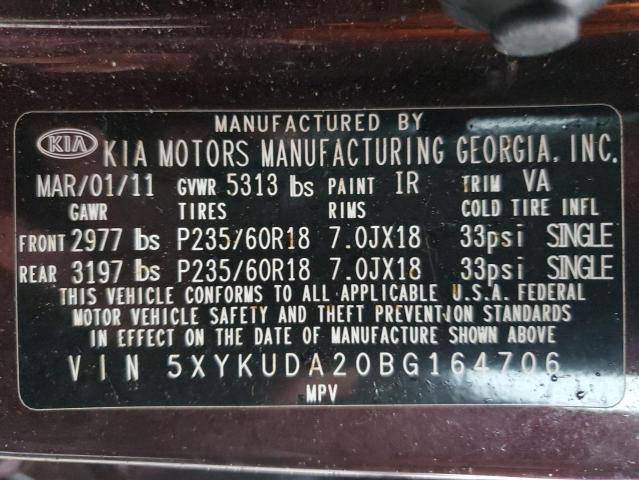 MANUFACTURED BY
KIA KIA MOTORS MANUFACTURING GEORGIA, INC.
MAR/01/11 GVWR 5313 lbs PAINT IR TRIM VA
GAWR TIRES RIMS COLD TIRE INFL
FRONT 2977 lbs P235/60R18 7.0JX18 33psi SINGLE
REAR 3197 lbs P235/60R18 7.0JX18 33psi SINGLE
THIS VEHICLE CONFORMS TO ALL APPLICABLE U.S.A. FEDERAL
MOTOR VEHICLE SAFETY AND THEFT PREVENTION STANDARDS
IN EFFECT ON THE DATE OF MANUFACTURE SHOWN ABOVE
VIN 5XYKUDA20BG164706
MPV